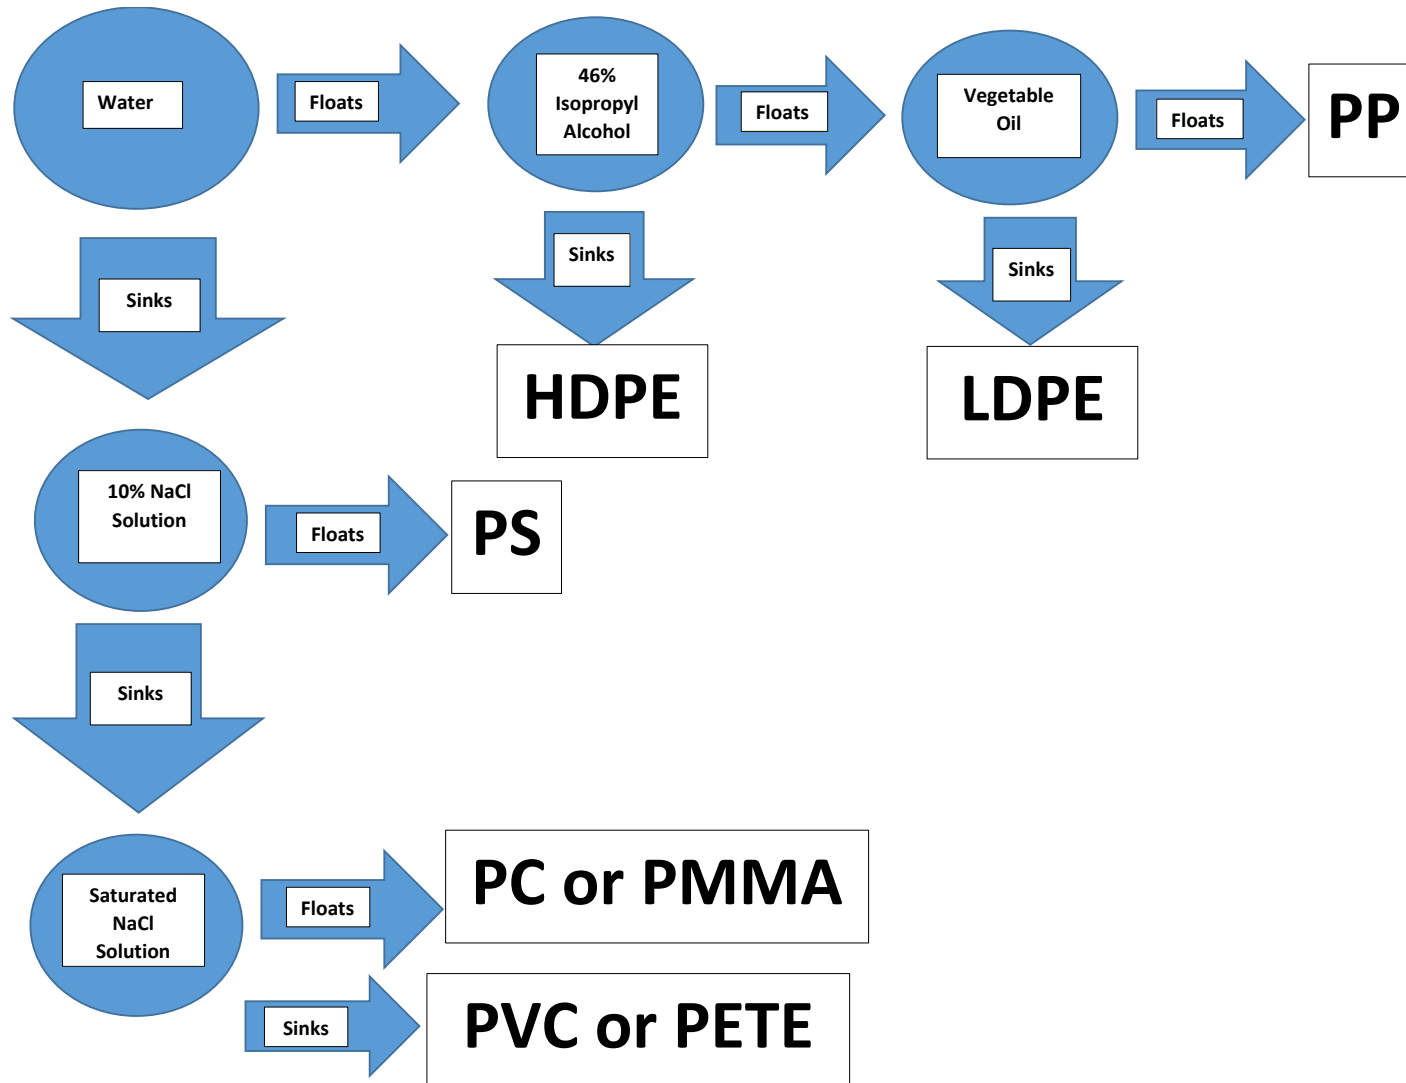 Water
Floats
46%
Isopropyl
Alcohol
Floats
Vegetable
Oil
Floats
PP
Sinks
Sinks
Sinks
HDPE
LDPE
10% NaCl
Solution
Floats
PS
Sinks
Saturated
NaCl
Solution
Floats
PC or PMMA
Sinks
PVC or PETE